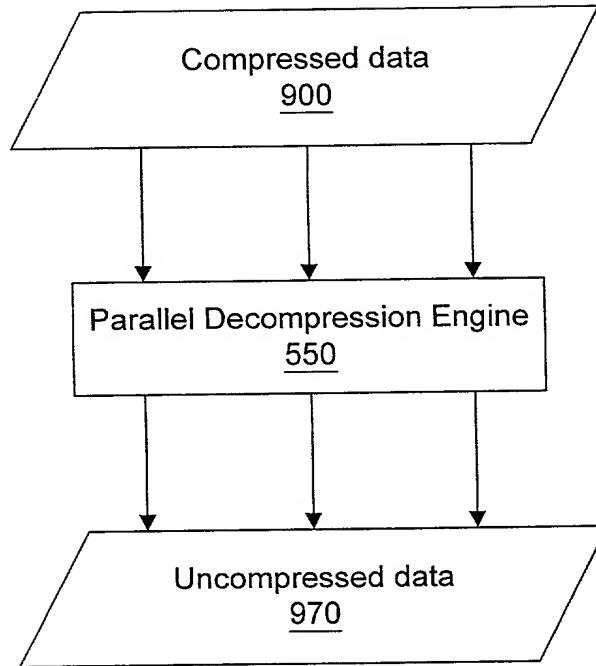 Compressed data
900
Parallel Decompression Engine
550
Uncompressed data
970